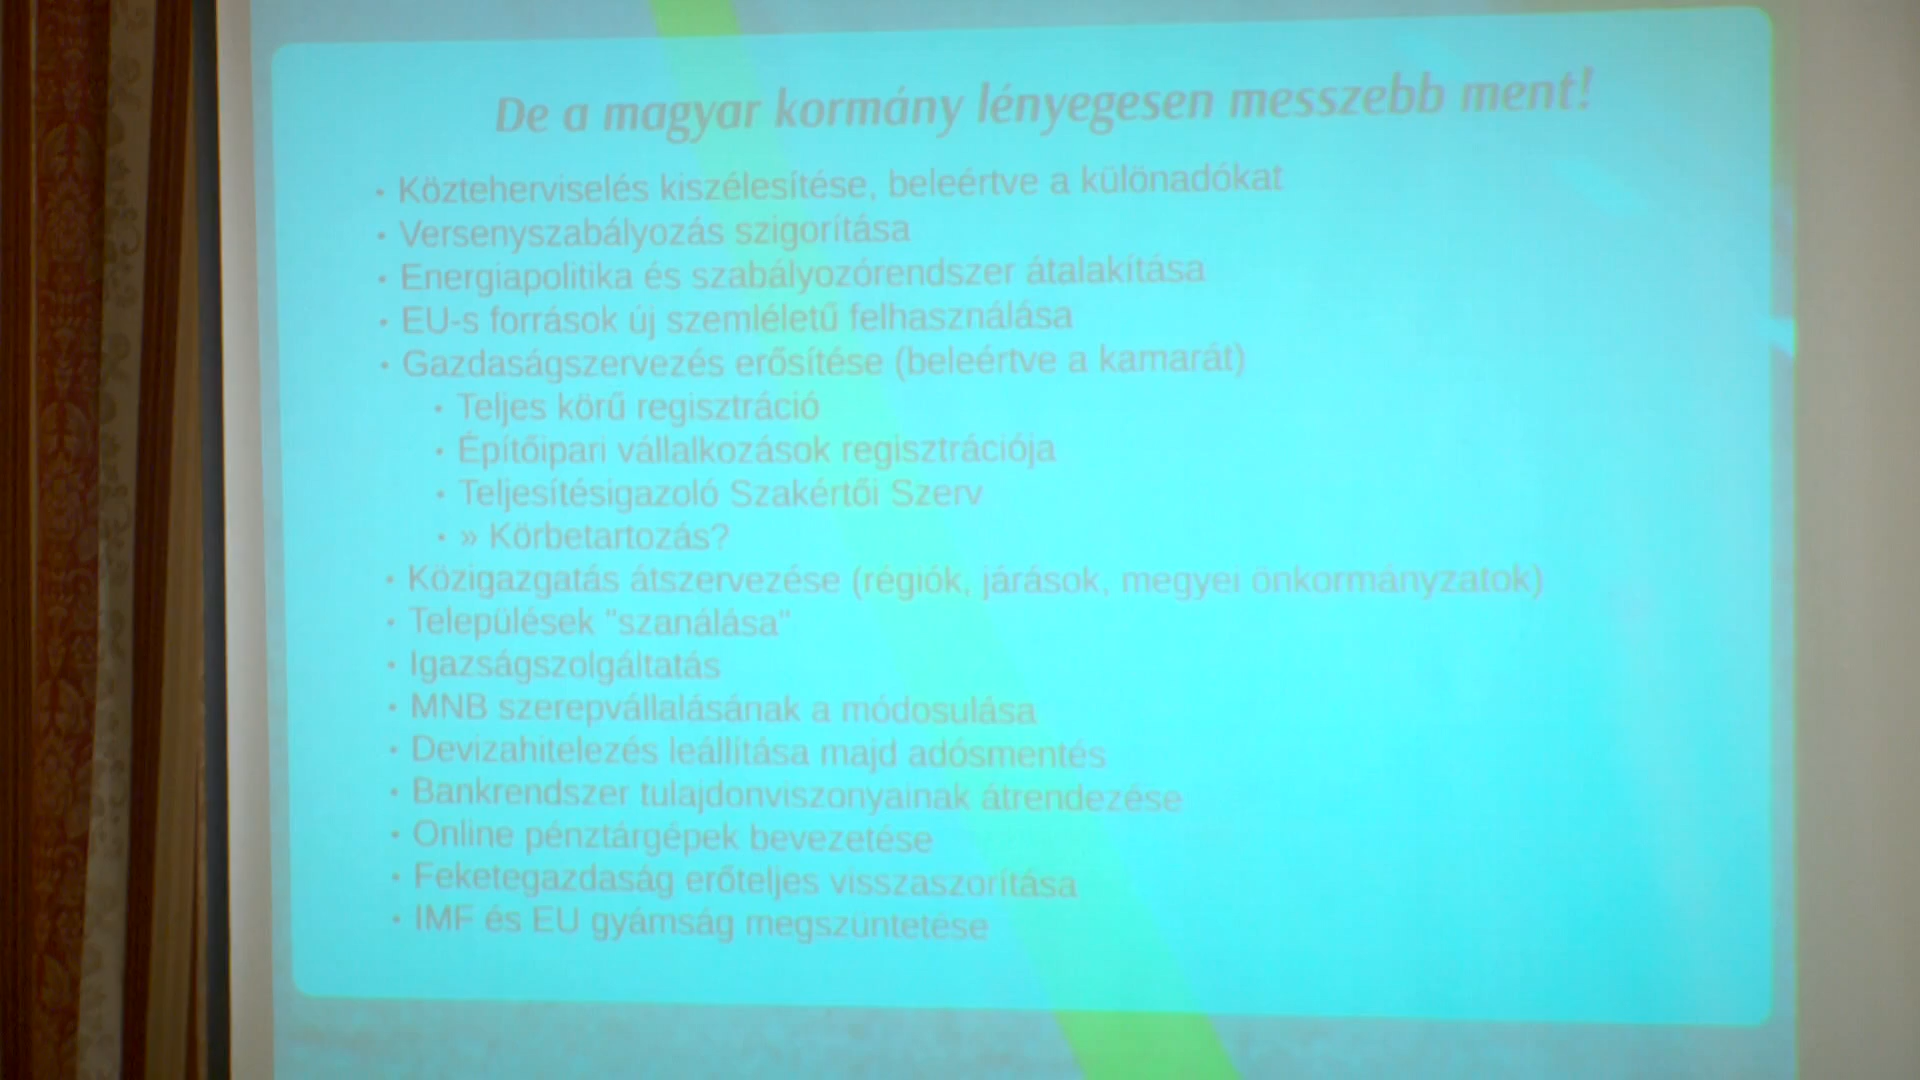 De a magyar kormány lényegesen messzebb ment!
• Közteherviselés kiszélesítése, beleértve a különadókat
• Versenyszabályozás szigorítása
• Energiapolitika és szabályozórendszer átalakítása
• EU-s források új szemléletű felhasználása
• Gazdaságszervezés erősítése (beleértve a kamarát)
• Teljes körű regisztráció
• Építőipari vállalkozások regisztrációja
• Teljesítésigazoló Szakértői Szerv
• » Körbetartozás?
• Közigazgatás átszervezése (régiók, járások, megyei önkormányzatok)
• Települések "szanálása"
• Igazságszolgáltatás
• MNB szerepvállalásának a módosulása
• Devizahitelezés leállítása majd adósmentés
• Bankrendszer tulajdonviszonyainak átrendezése
• Online pénztárgépek bevezetése
• Feketegazdaság erőteljes visszaszorítása
• IMF és EU gyámság megszüntetése